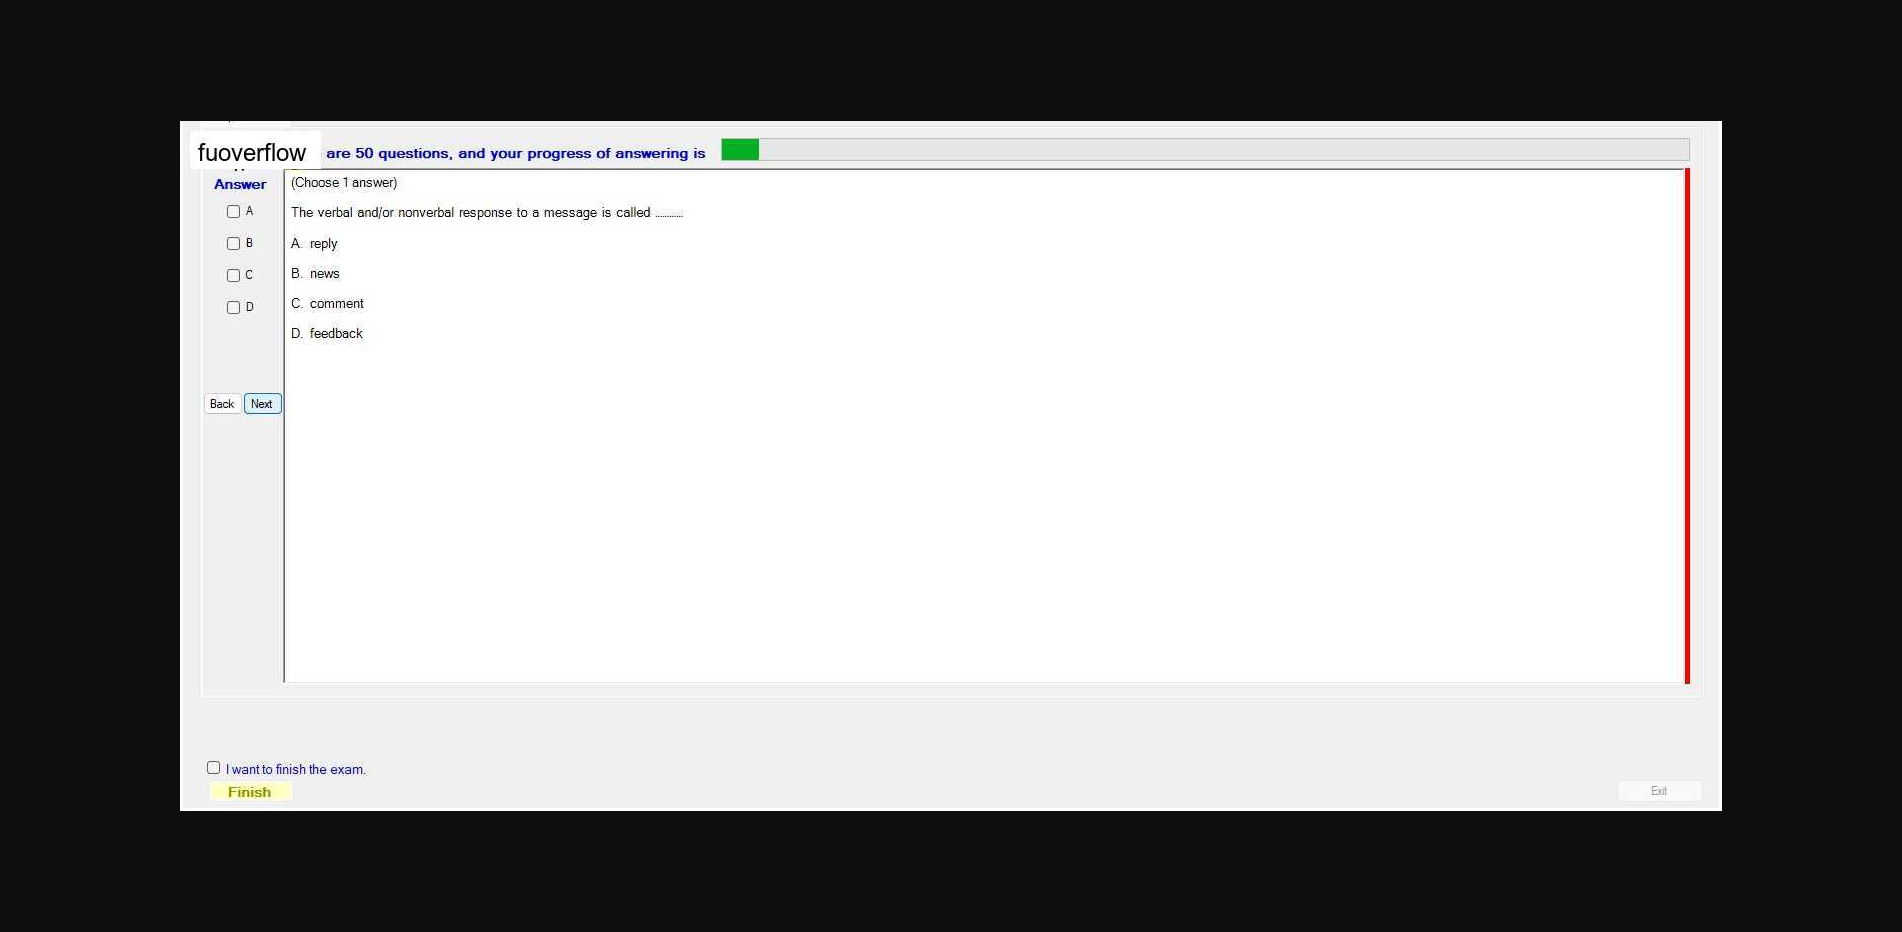 fuoverflow are 50 questions, and your progress of answering is
Answer
(Choose 1 answer)
A
The verbal and/or nonverbal response to a message is called ...........
B
A. reply
C
B. news
D
C. comment
D. feedback
Back Next
I want to finish the exam.
Finish
Exit